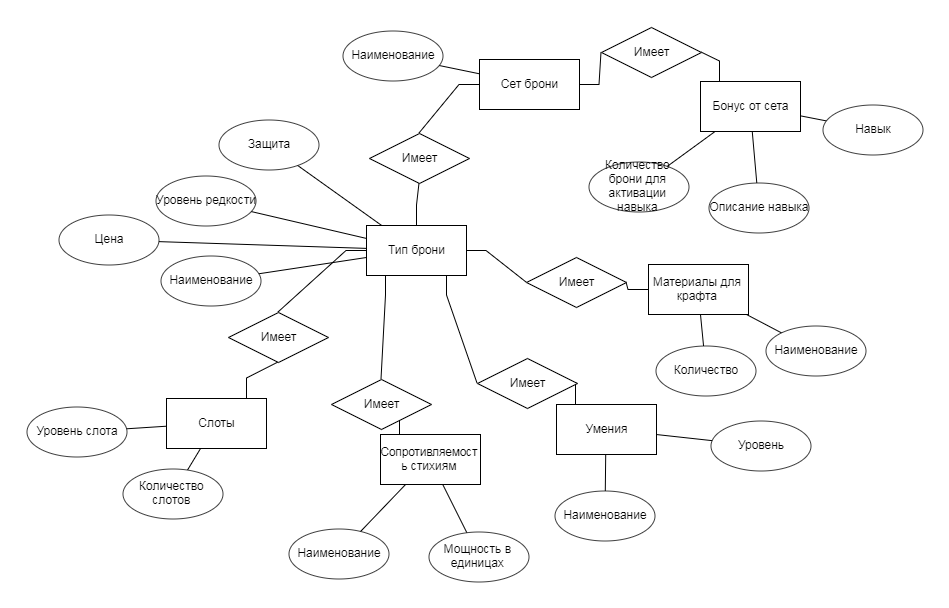 Наименование
Сет брони
Имеет
Бонус от сета
Навык
Количество
брони для
активации
навыка
Описание навыка
Имеет
Защита
Уровень редкости
Цена
Наименование
Тип брони
Имеет
Материалы для
крафта
Количество
Наименование
Имеет
Слоты
Уровень слота
Количество
слотов
Имеет
Сопротивляемост
ь стихиям
Наименование
Мощность в
единицах
Имеет
Умения
Уровень
Наименование